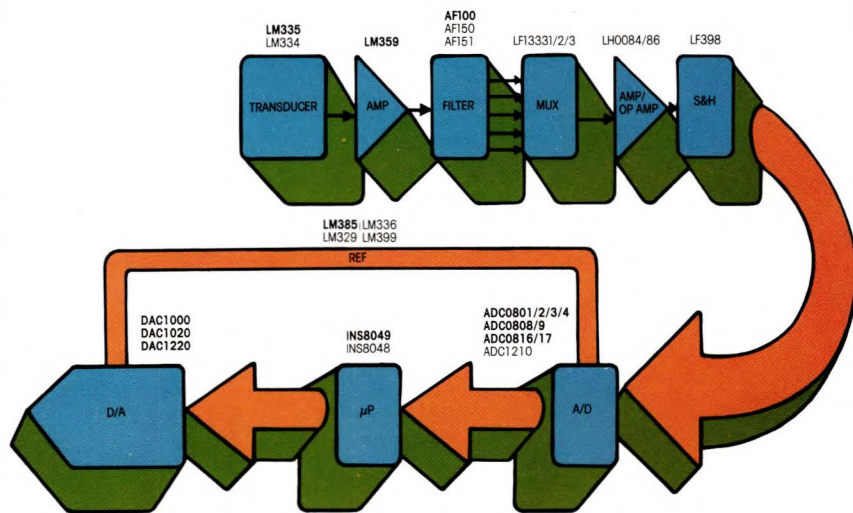 LM335
LM334
LM359
AF100
AF150
AF151
LF13331/2/3
LH0084/86
LF398
TRANSDUCER
AMP
FILTER
MUX
AMP/
OP AMP
S&H
LM385 LM336
LM329 LM399
REF
DAC1000
DAC1020
DAC1220
INS8049
INS8048
ADC0801/2/3/4
ADC0808/9
ADC0816/17
ADC1210
D/A
µP
A/D